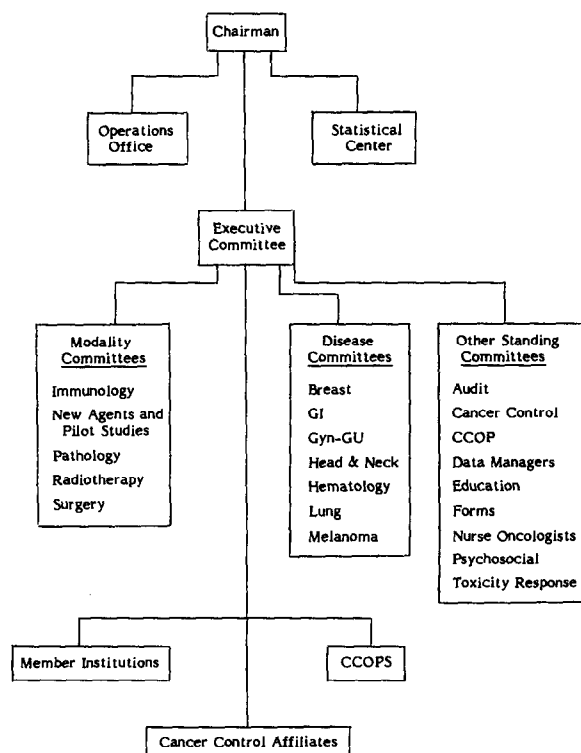 Chairman
Operations
Office
Statistical
Center
Executive
Committee
Modality
Committees
Immunology
New Agents and
Pilot Studies
Pathology
Radiotherapy
Surgery
Disease
Committees
Breast
GI
Gyn-GU
Head & Neck
Hematology
Lung
Melanoma
Other Standing
Committees
Audit
Cancer Control
CCOP
Data Managers
Education
Forms
Nurse Oncologists
Psychosocial
Toxicity Response
Member Institutions
CCOPS
Cancer Control Affiliates